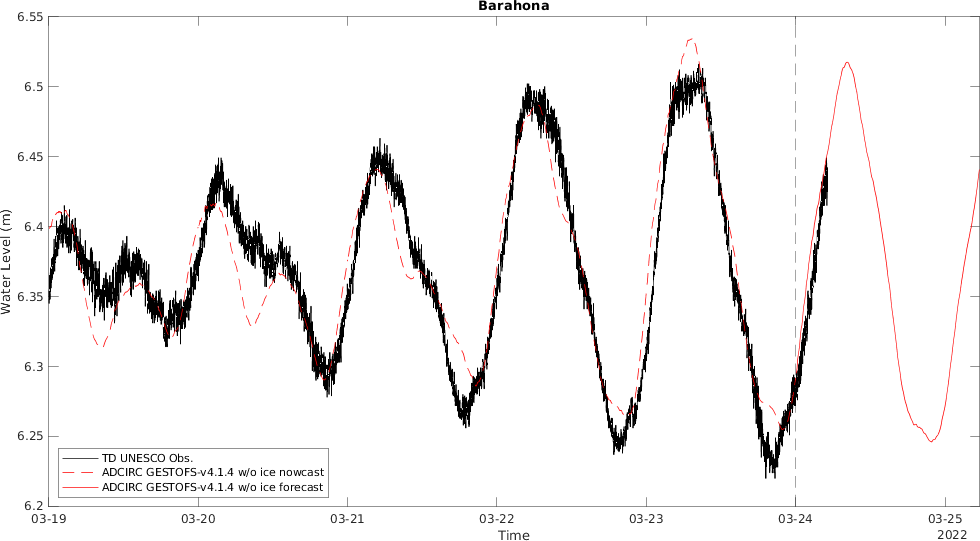 Barahona
6.55
6.5
6.45
6.4
6.35
6.3
6.25
6.2
Water Level (m)
TD UNESCO Obs.
ADCIRC GESTOFS-v4.1.4 w/o ice nowcast
ADCIRC GESTOFS-v4.1.4 w/o ice forecast
03-19 03-20 03-21 03-22 03-23 03-24 03-25
Time 2022